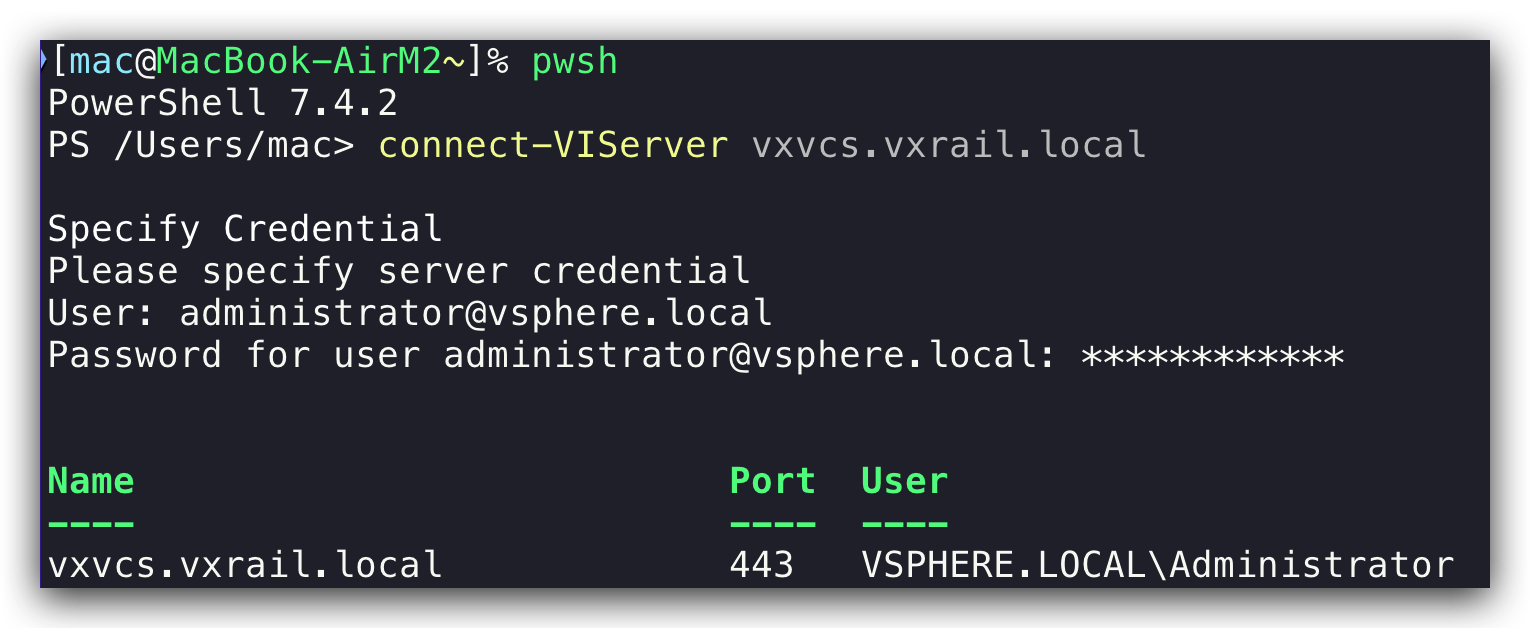 [mac@MacBook-AirM2~]% pwsh
PowerShell 7.4.2
PS /Users/mac> connect-VIServer vxvcs.vxrail.local
Specify Credential
Please specify server credential
User: administrator@vsphere.local
Password for user administrator@vsphere.local: ************
Name Port User
---- ---- ----
vxvcs.vxrail.local 443 VSPHERE.LOCAL\Administrator